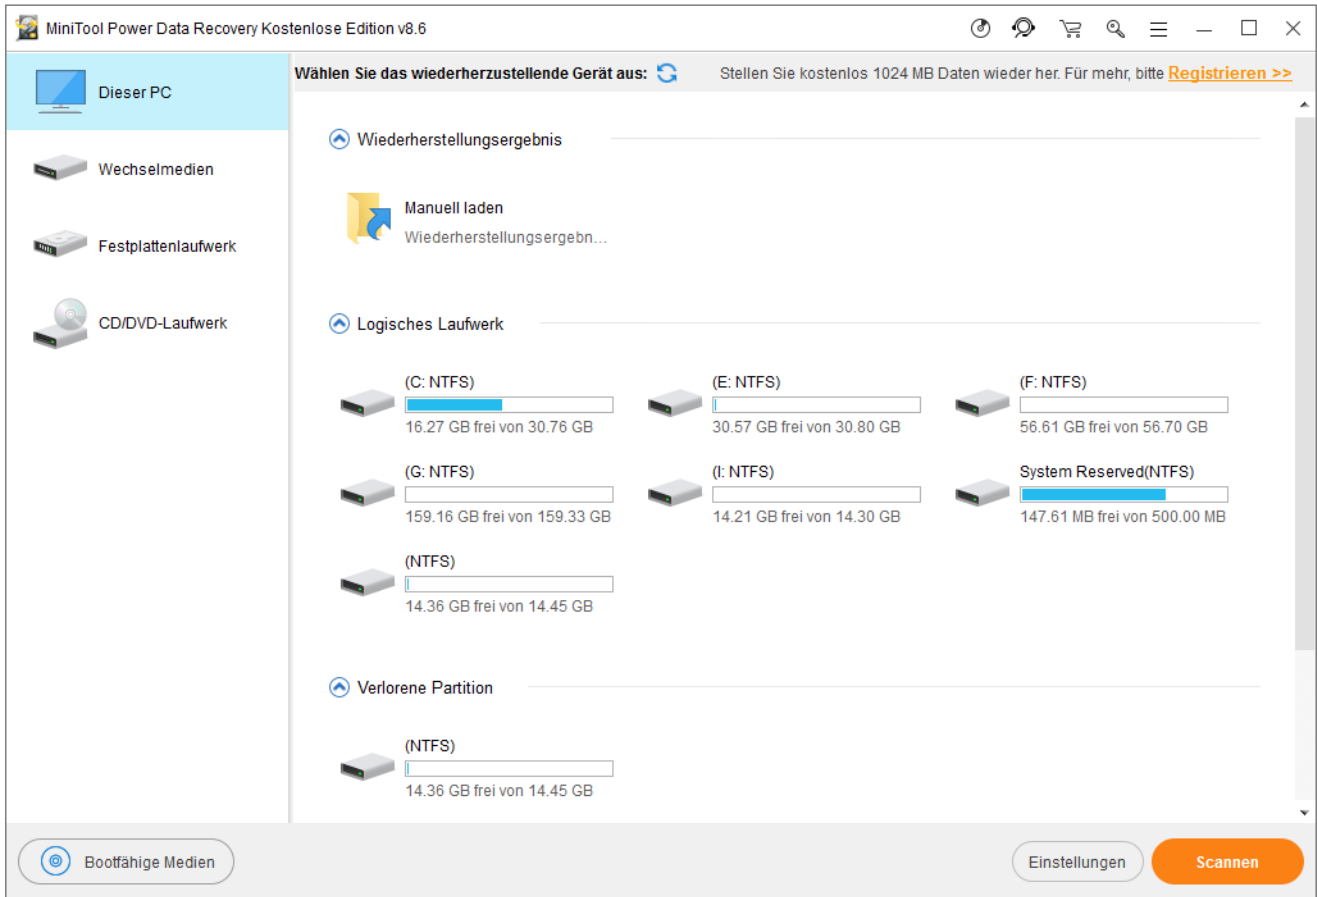 MiniTool Power Data Recovery Kostenlose Edition v8.6
Dieser PC
Wechselmedien
Festplattenlaufwerk
CD/DVD-Laufwerk
Wählen Sie das wiederherzustellende Gerät aus:
Stellen Sie kostenlos 1024 MB Daten wieder her. Für mehr, bitte Registrieren >>
Wiederherstellungsergebnis
Manuell laden
Wiederherstellungsergebn...
Logisches Laufwerk
(C: NTFS)
16.27 GB frei von 30.76 GB
(E: NTFS)
30.57 GB frei von 30.80 GB
(F: NTFS)
56.61 GB frei von 56.70 GB
(G: NTFS)
159.16 GB frei von 159.33 GB
(I: NTFS)
14.21 GB frei von 14.30 GB
System Reserved(NTFS)
147.61 MB frei von 500.00 MB
(NTFS)
14.36 GB frei von 14.45 GB
Verlorene Partition
(NTFS)
14.36 GB frei von 14.45 GB
Bootfähige Medien
Einstellungen
Scannen